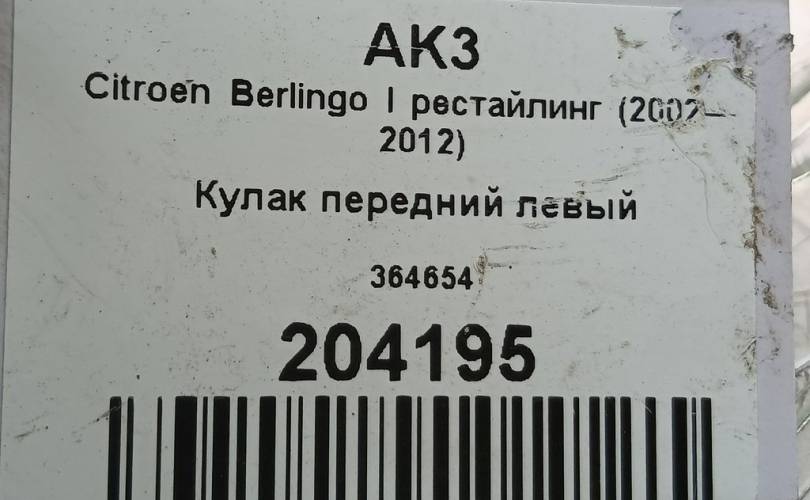 АК3
Citroen Berlingo I рестайлинг (2002–
2012)
Кулак передний левый
364654
204195